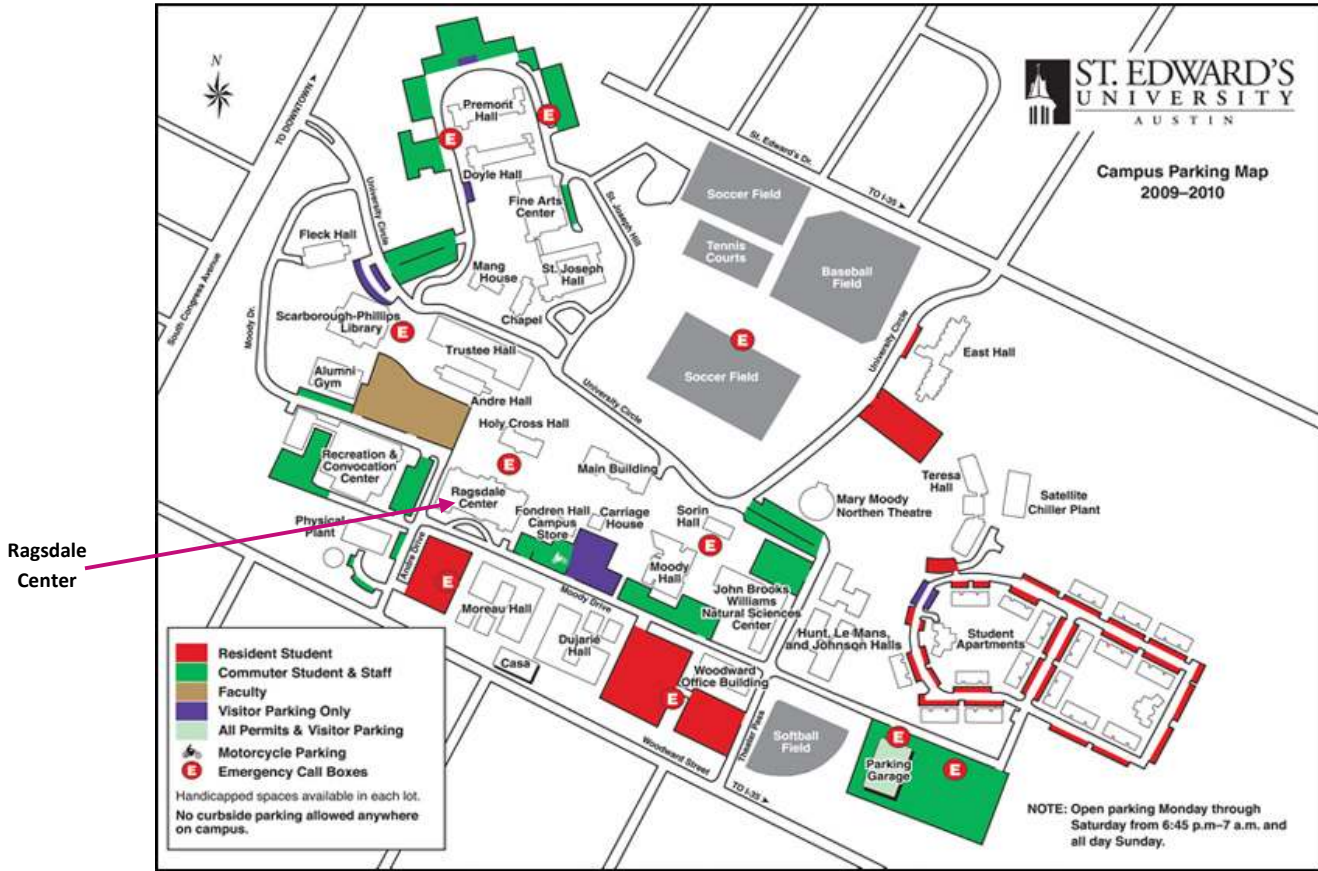 N
TO DOWNTOWN
ST. EDWARD'S
UNIVERSITY
AUSTIN
Campus Parking Map
2009–2010
Premont
Hall
E
E
Doyle Hall
Fine Arts
Center
St. Joseph Hill
St. Edward's Dr.
TO I-35
Soccer Field
Tennis
Courts
Baseball
Field
University Circle
Fleck Hall
South Congress Avenue
Moody Dr.
Mang
House
St. Joseph
Hall
Chapel
Scarborough-Phillips
Library
E
Trustee Hall
E
Soccer Field
University Circle
East Hall
Alumni
Gym
Andre Hall
University Circle
Holy Cross Hall
Recreation &
Convocation
Center
E
Main Building
Teresa
Hall
Satellite
Chiller Plant
Mary Moody
Northen Theatre
Ragsdale
Center
Fondren Hall
Campus
Store
Carriage
House
Sorin
Hall
E
Physical
Plant
Ragsdale
Center
Andre Drive
E
Moreau Hall
Moody Drive
Moody
Hall
John Brooks
Williams
Natural Sciences
Center
Hunt, Le Mans,
and Johnson Halls
Student
Apartments
Dujarié
Hall
Casa
E
Woodward
Office Building
Theater Pass
Softball
Field
Woodward Street
TO I-35
E
Parking
Garage
E
Resident Student
Commuter Student & Staff
Faculty
Visitor Parking Only
All Permits & Visitor Parking
Motorcycle Parking
E Emergency Call Boxes
Handicapped spaces available in each lot.
No curbside parking allowed anywhere
on campus.
NOTE: Open parking Monday through
Saturday from 6:45 p.m–7 a.m. and
all day Sunday.